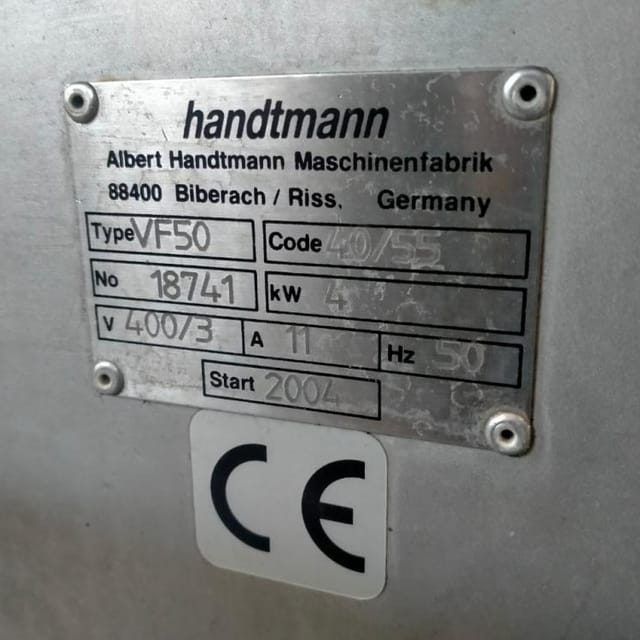 handtmann
Albert Handtmann Maschinenfabrik
88400 Biberach / Riss, Germany
Type VF50 Code 40/55
No 18741 kW 4
V 400/3 A 11 Hz 50
Start 2004
CE